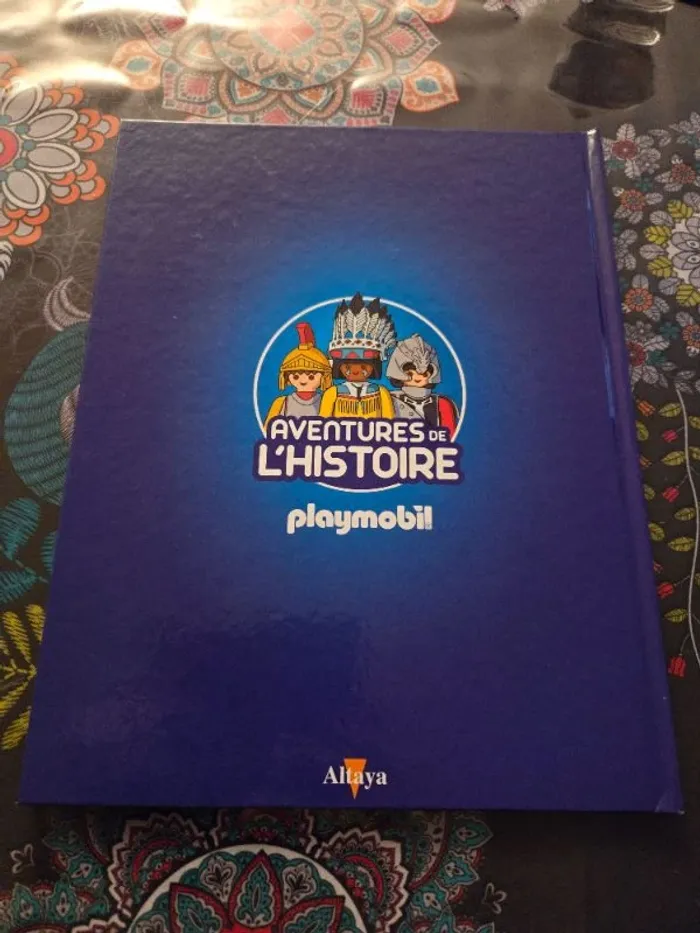 AVENTURES DE
L'HISTOIRE
playmobil
Altaya